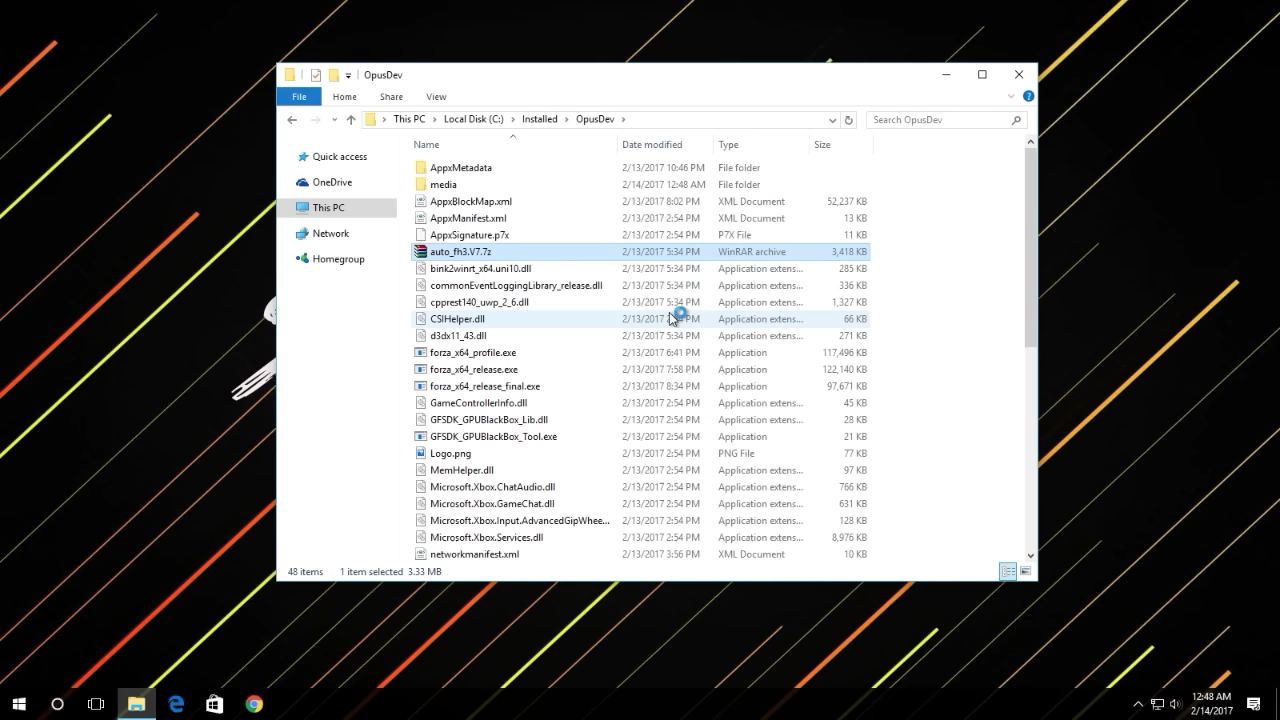 OpusDev
File Home Share View
This PC Local Disk (C:) Installed OpusDev
Search OpusDev
Quick access
OneDrive
This PC
Network
Homegroup
Name Date modified Type Size
AppxMetadata 2/13/2017 10:46 PM File folder
media 2/14/2017 12:48 AM File folder
AppxBlockMap.xml 2/13/2017 8:02 PM XML Document 52,237 KB
AppxManifest.xml 2/13/2017 2:54 PM XML Document 13 KB
AppxSignature.p7x 2/13/2017 2:54 PM P7X File 11 KB
auto_fh3.V7.7z 2/13/2017 5:34 PM WinRAR archive 3,418 KB
bink2winrt_x64.uni10.dll 2/13/2017 5:34 PM Application extens... 285 KB
commonEventLoggingLibrary_release.dll 2/13/2017 5:34 PM Application extens... 336 KB
cpprest140_uwp_2_6.dll 2/13/2017 5:34 PM Application extens... 1,327 KB
CSIHelper.dll 2/13/2017 PM Application extens... 66 KB
d3dx11_43.dll 2/13/2017 5:34 PM Application extens... 271 KB
forza_x64_profile.exe 2/13/2017 6:41 PM Application 117,496 KB
forza_x64_release.exe 2/13/2017 7:58 PM Application 122,140 KB
forza_x64_release_final.exe 2/13/2017 8:34 PM Application 97,671 KB
GameControllerInfo.dll 2/13/2017 2:54 PM Application extens... 45 KB
GFSDK_GPUBlackBox_Lib.dll 2/13/2017 2:54 PM Application extens... 28 KB
GFSDK_GPUBlackBox_Tool.exe 2/13/2017 2:54 PM Application 21 KB
Logo.png 2/13/2017 2:54 PM PNG File 77 KB
MemHelper.dll 2/13/2017 2:54 PM Application extens... 97 KB
Microsoft.Xbox.ChatAudio.dll 2/13/2017 2:54 PM Application extens... 766 KB
Microsoft.Xbox.GameChat.dll 2/13/2017 2:54 PM Application extens... 631 KB
Microsoft.Xbox.Input.AdvancedGipWhee... 2/13/2017 2:54 PM Application extens... 128 KB
Microsoft.Xbox.Services.dll 2/13/2017 2:54 PM Application extens... 8,976 KB
networkmanifest.xml 2/13/2017 3:56 PM XML Document 10 KB
48 items 1 item selected 3.33 MB
12:48 AM
2/14/2017